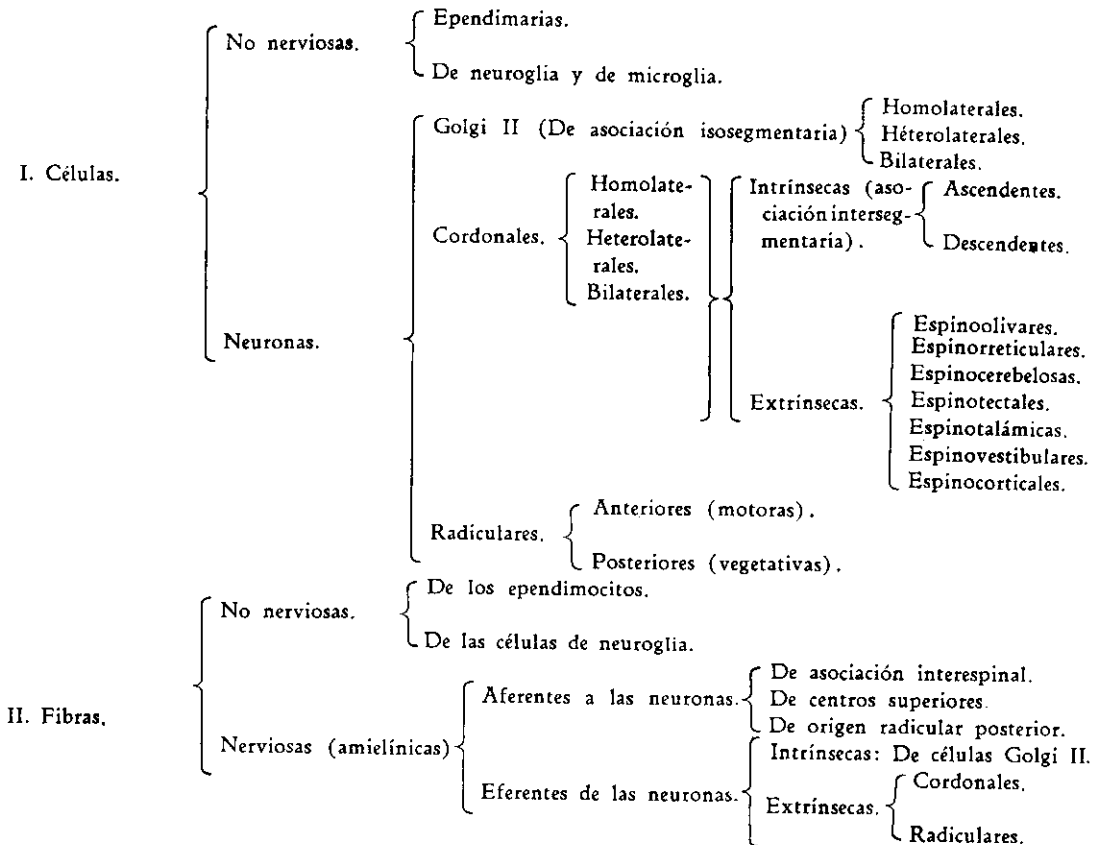 I. Células.
No nerviosas.
Ependimarias.
De neuroglia y de microglia.
Neuronas.
Golgi II (De asociación isosegmentaria)
Homolaterales.
Héterolaterales.
Bilaterales.
Cordonales.
Homolate-
rales.
Heterolate-
rales.
Bilaterales.
Intrínsecas (aso-
ciación interseg-
mentaría).
Ascendentes.
Descendentes.
Extrínsecas.
Espinoolivares.
Espinorreticulares.
Espinocerebelosas.
Espinotectales.
Espinotalámicas.
Espinovestibulares.
Espinocorticales.
Radículares.
Anteriores (motoras).
Posteriores (vegetativas).
II. Fibras.
No nerviosas.
De los ependimocitos.
De las células de neuroglia.
Nerviosas (amielínicas)
Aferentes a las neuronas.
De asociación interespinal.
De centros superiores.
De origen radicular posterior.
Eferentes de las neuronas.
Intrínsecas: De células Golgi II.
Extrínsecas.
Cordonales.
Radiculares.